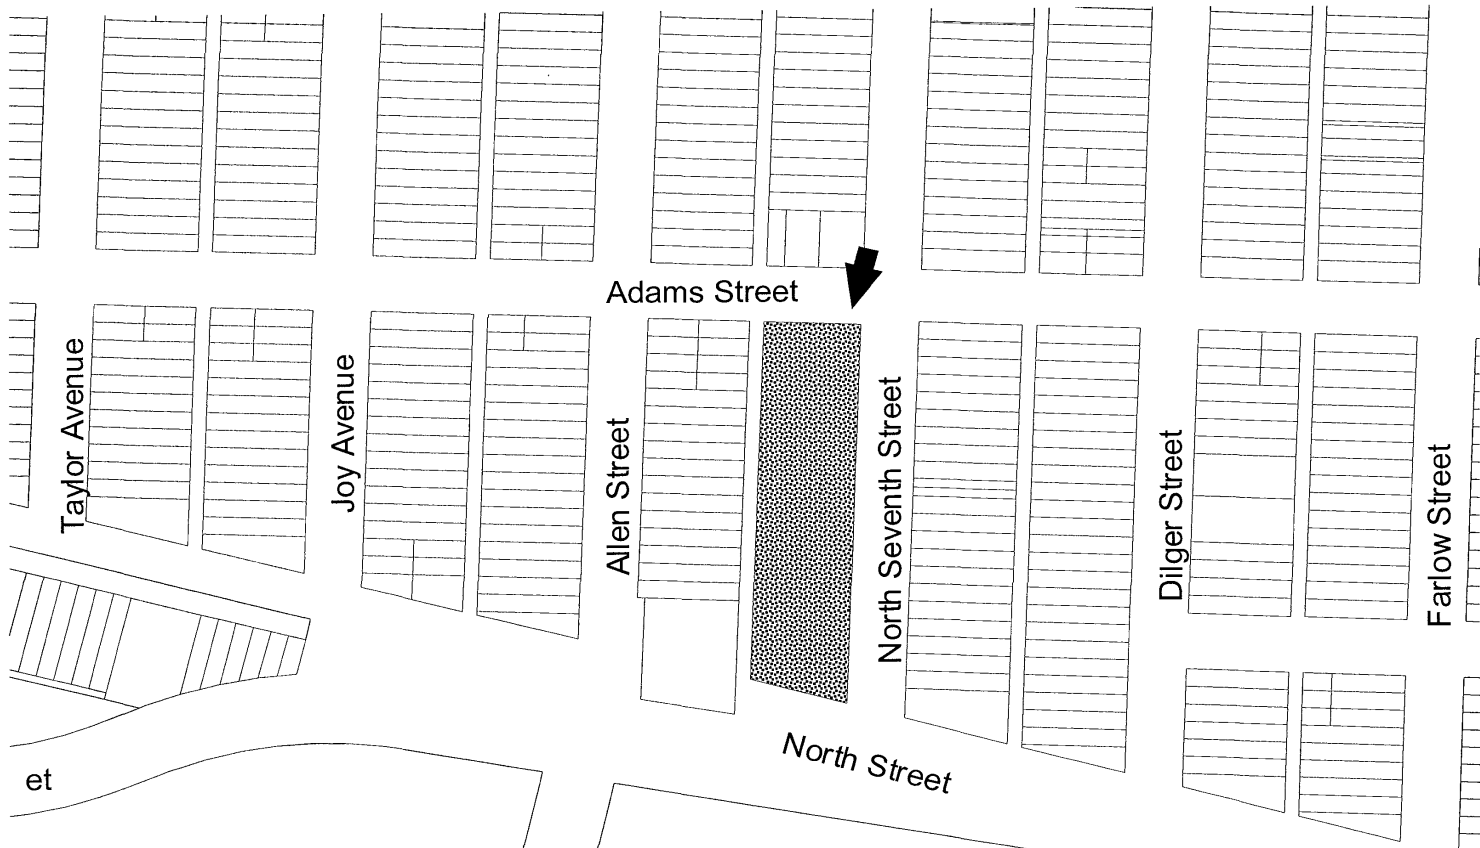 Adams Street
Taylor Avenue
Joy Avenue
Allen Street
North Seventh Street
Dilger Street
Farlow Street
North Street
et